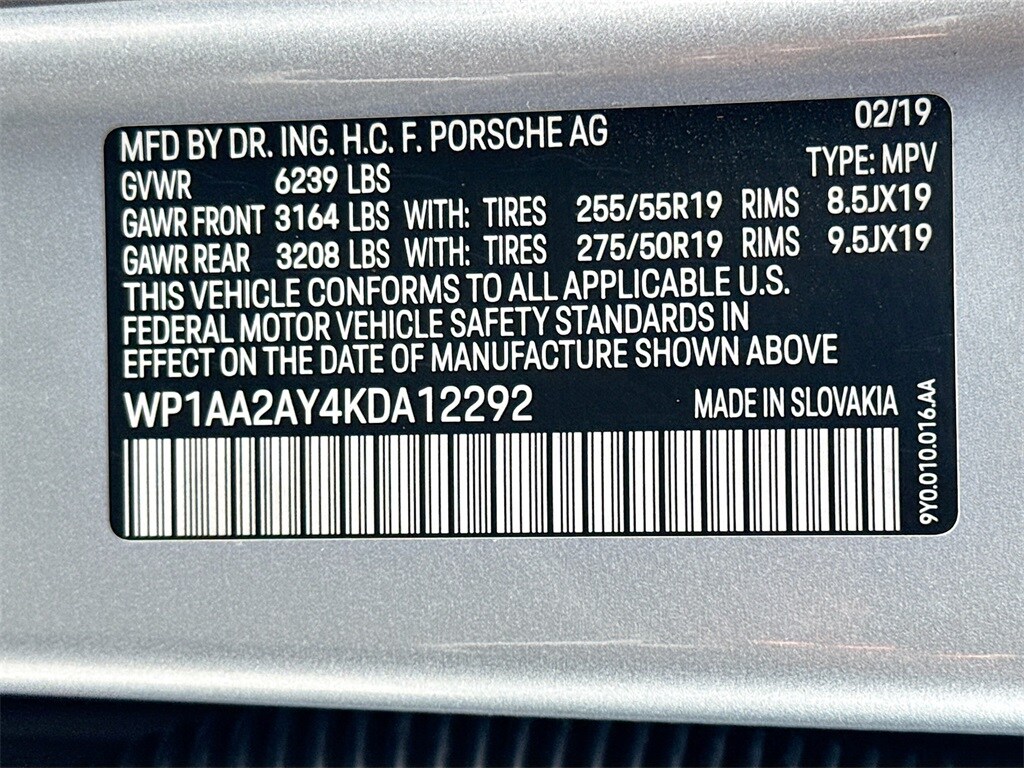 MFD BY DR. ING. H.C. F. PORSCHE AG 02/19
GVWR 6239 LBS TYPE: MPV
GAWR FRONT 3164 LBS WITH: TIRES 255/55R19 RIMS 8.5JX19
GAWR REAR 3208 LBS WITH: TIRES 275/50R19 RIMS 9.5JX19
THIS VEHICLE CONFORMS TO ALL APPLICABLE U.S.
FEDERAL MOTOR VEHICLE SAFETY STANDARDS IN
EFFECT ON THE DATE OF MANUFACTURE SHOWN ABOVE
WP1AA2AY4KDA12292 MADE IN SLOVAKIA
9Y0.010.016.AA